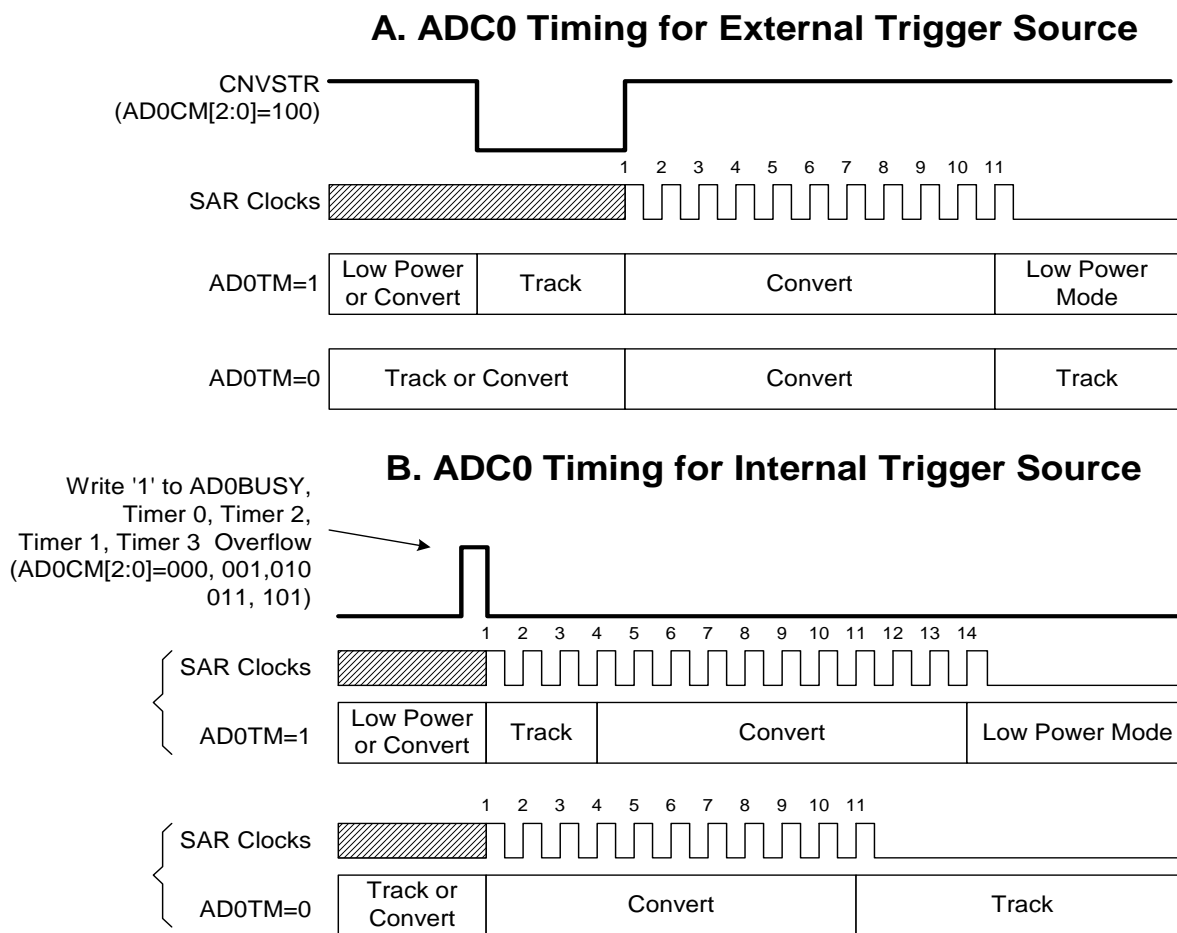 A. ADC0 Timing for External Trigger Source
CNVSTR
(AD0CM[2:0]=100)
1 2 3 4 5 6 7 8 9 10 11
SAR Clocks
AD0TM=1
Low Power
or Convert
Track
Convert
Low Power
Mode
AD0TM=0
Track or Convert
Convert
Track
B. ADC0 Timing for Internal Trigger Source
Write '1' to AD0BUSY,
Timer 0, Timer 2,
Timer 1, Timer 3 Overflow
(AD0CM[2:0]=000, 001,010
011, 101)
1 2 3 4 5 6 7 8 9 10 11 12 13 14
SAR Clocks
AD0TM=1
Low Power
or Convert
Track
Convert
Low Power Mode
1 2 3 4 5 6 7 8 9 10 11
SAR Clocks
AD0TM=0
Track or
Convert
Convert
Track